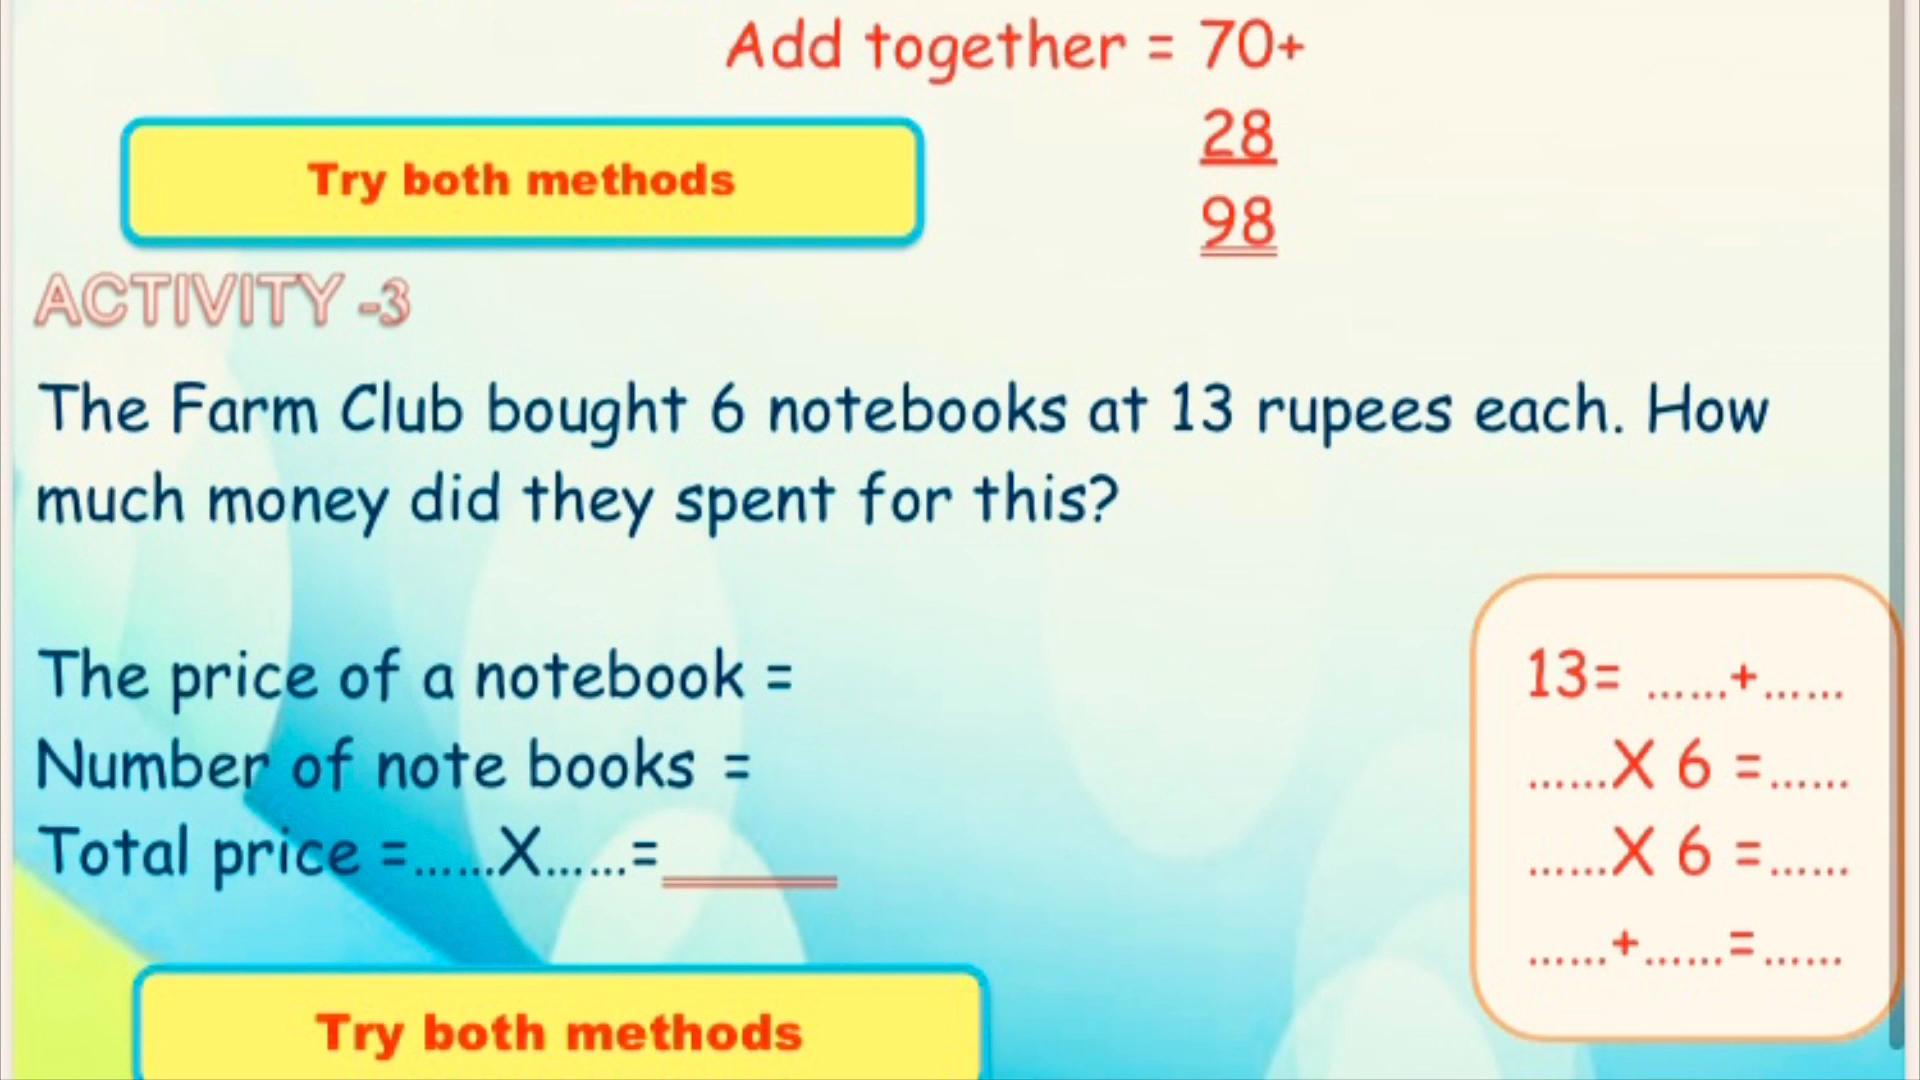 Add together = 70+
28
98
Try both methods
ACTIVITY -3
The Farm Club bought 6 notebooks at 13 rupees each. How
much money did they spent for this?
The price of a notebook =
Number of note books =
Total price =......X......=
13= ......+......
......X 6 =......
......X 6 =......
......+......=......
Try both methods